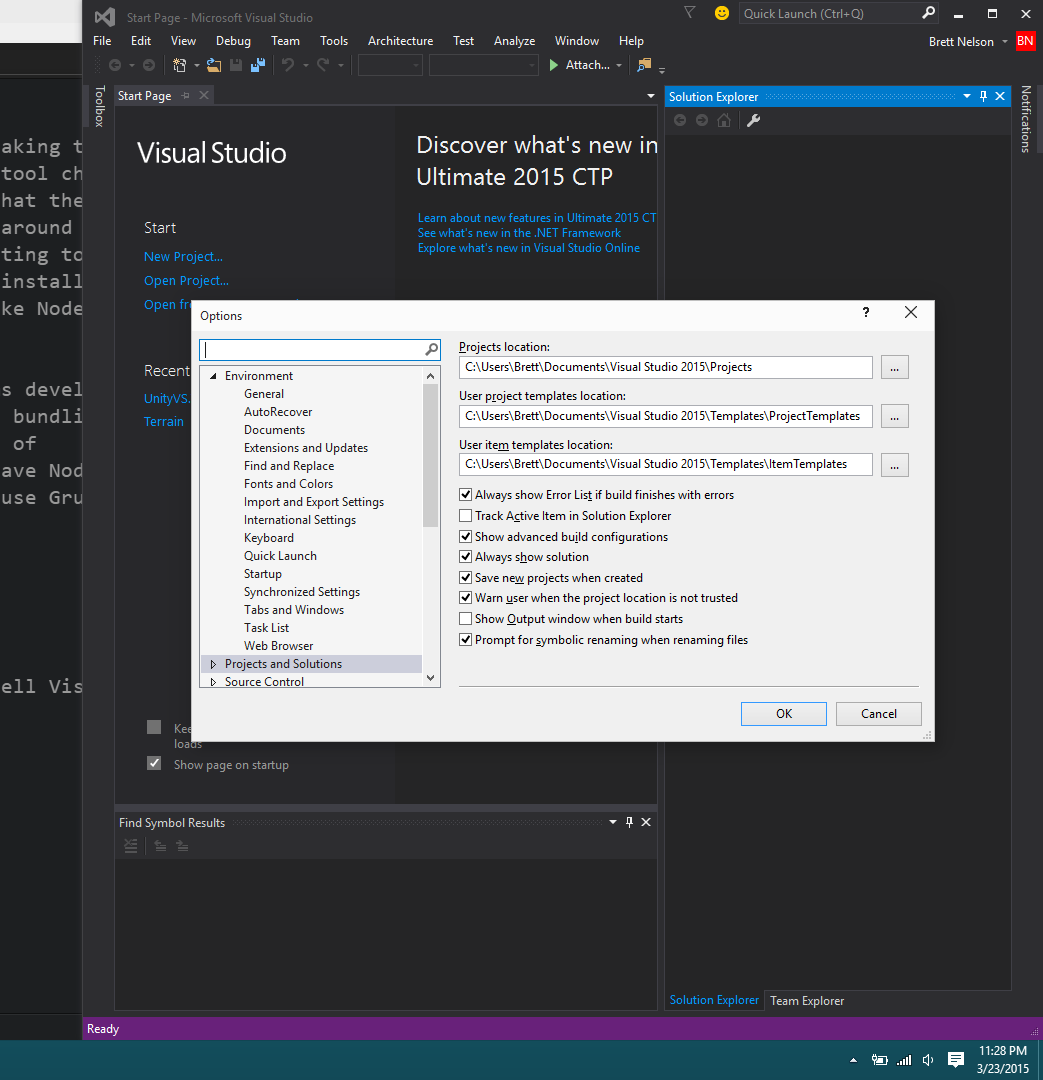 Start Page - Microsoft Visual Studio
Quick Launch (Ctrl+Q)
File Edit View Debug Team Tools Architecture Test Analyze Window Help
Brett Nelson BN
Attach...
Toolbox
Start Page
Solution Explorer
Notifications
Visual Studio
Discover what's new in
Ultimate 2015 CTP
Learn about new features in Ultimate 2015 CT
See what's new in the .NET Framework
Explore what's new in Visual Studio Online
Start
New Project...
Open Project...
Open fr
Recent
UnityVS.
Terrain
Kee
loads
Show page on startup
aking t
tool ch
hat the
around
ting to
install
ke Node
s devel
bundli
of
ave Nod
use Gru
ell Vis
Options
?
Environment
General
AutoRecover
Documents
Extensions and Updates
Find and Replace
Fonts and Colors
Import and Export Settings
International Settings
Keyboard
Quick Launch
Startup
Synchronized Settings
Tabs and Windows
Task List
Web Browser
Projects and Solutions
Source Control
Projects location:
C:\Users\Brett\Documents\Visual Studio 2015\Projects
...
User project templates location:
C:\Users\Brett\Documents\Visual Studio 2015\Templates\ProjectTemplates
...
User item templates location:
C:\Users\Brett\Documents\Visual Studio 2015\Templates\ItemTemplates
...
Always show Error List if build finishes with errors
Track Active Item in Solution Explorer
Show advanced build configurations
Always show solution
Save new projects when created
Warn user when the project location is not trusted
Show Output window when build starts
Prompt for symbolic renaming when renaming files
OK
Cancel
Find Symbol Results
Solution Explorer
Team Explorer
Ready
11:28 PM
3/23/2015